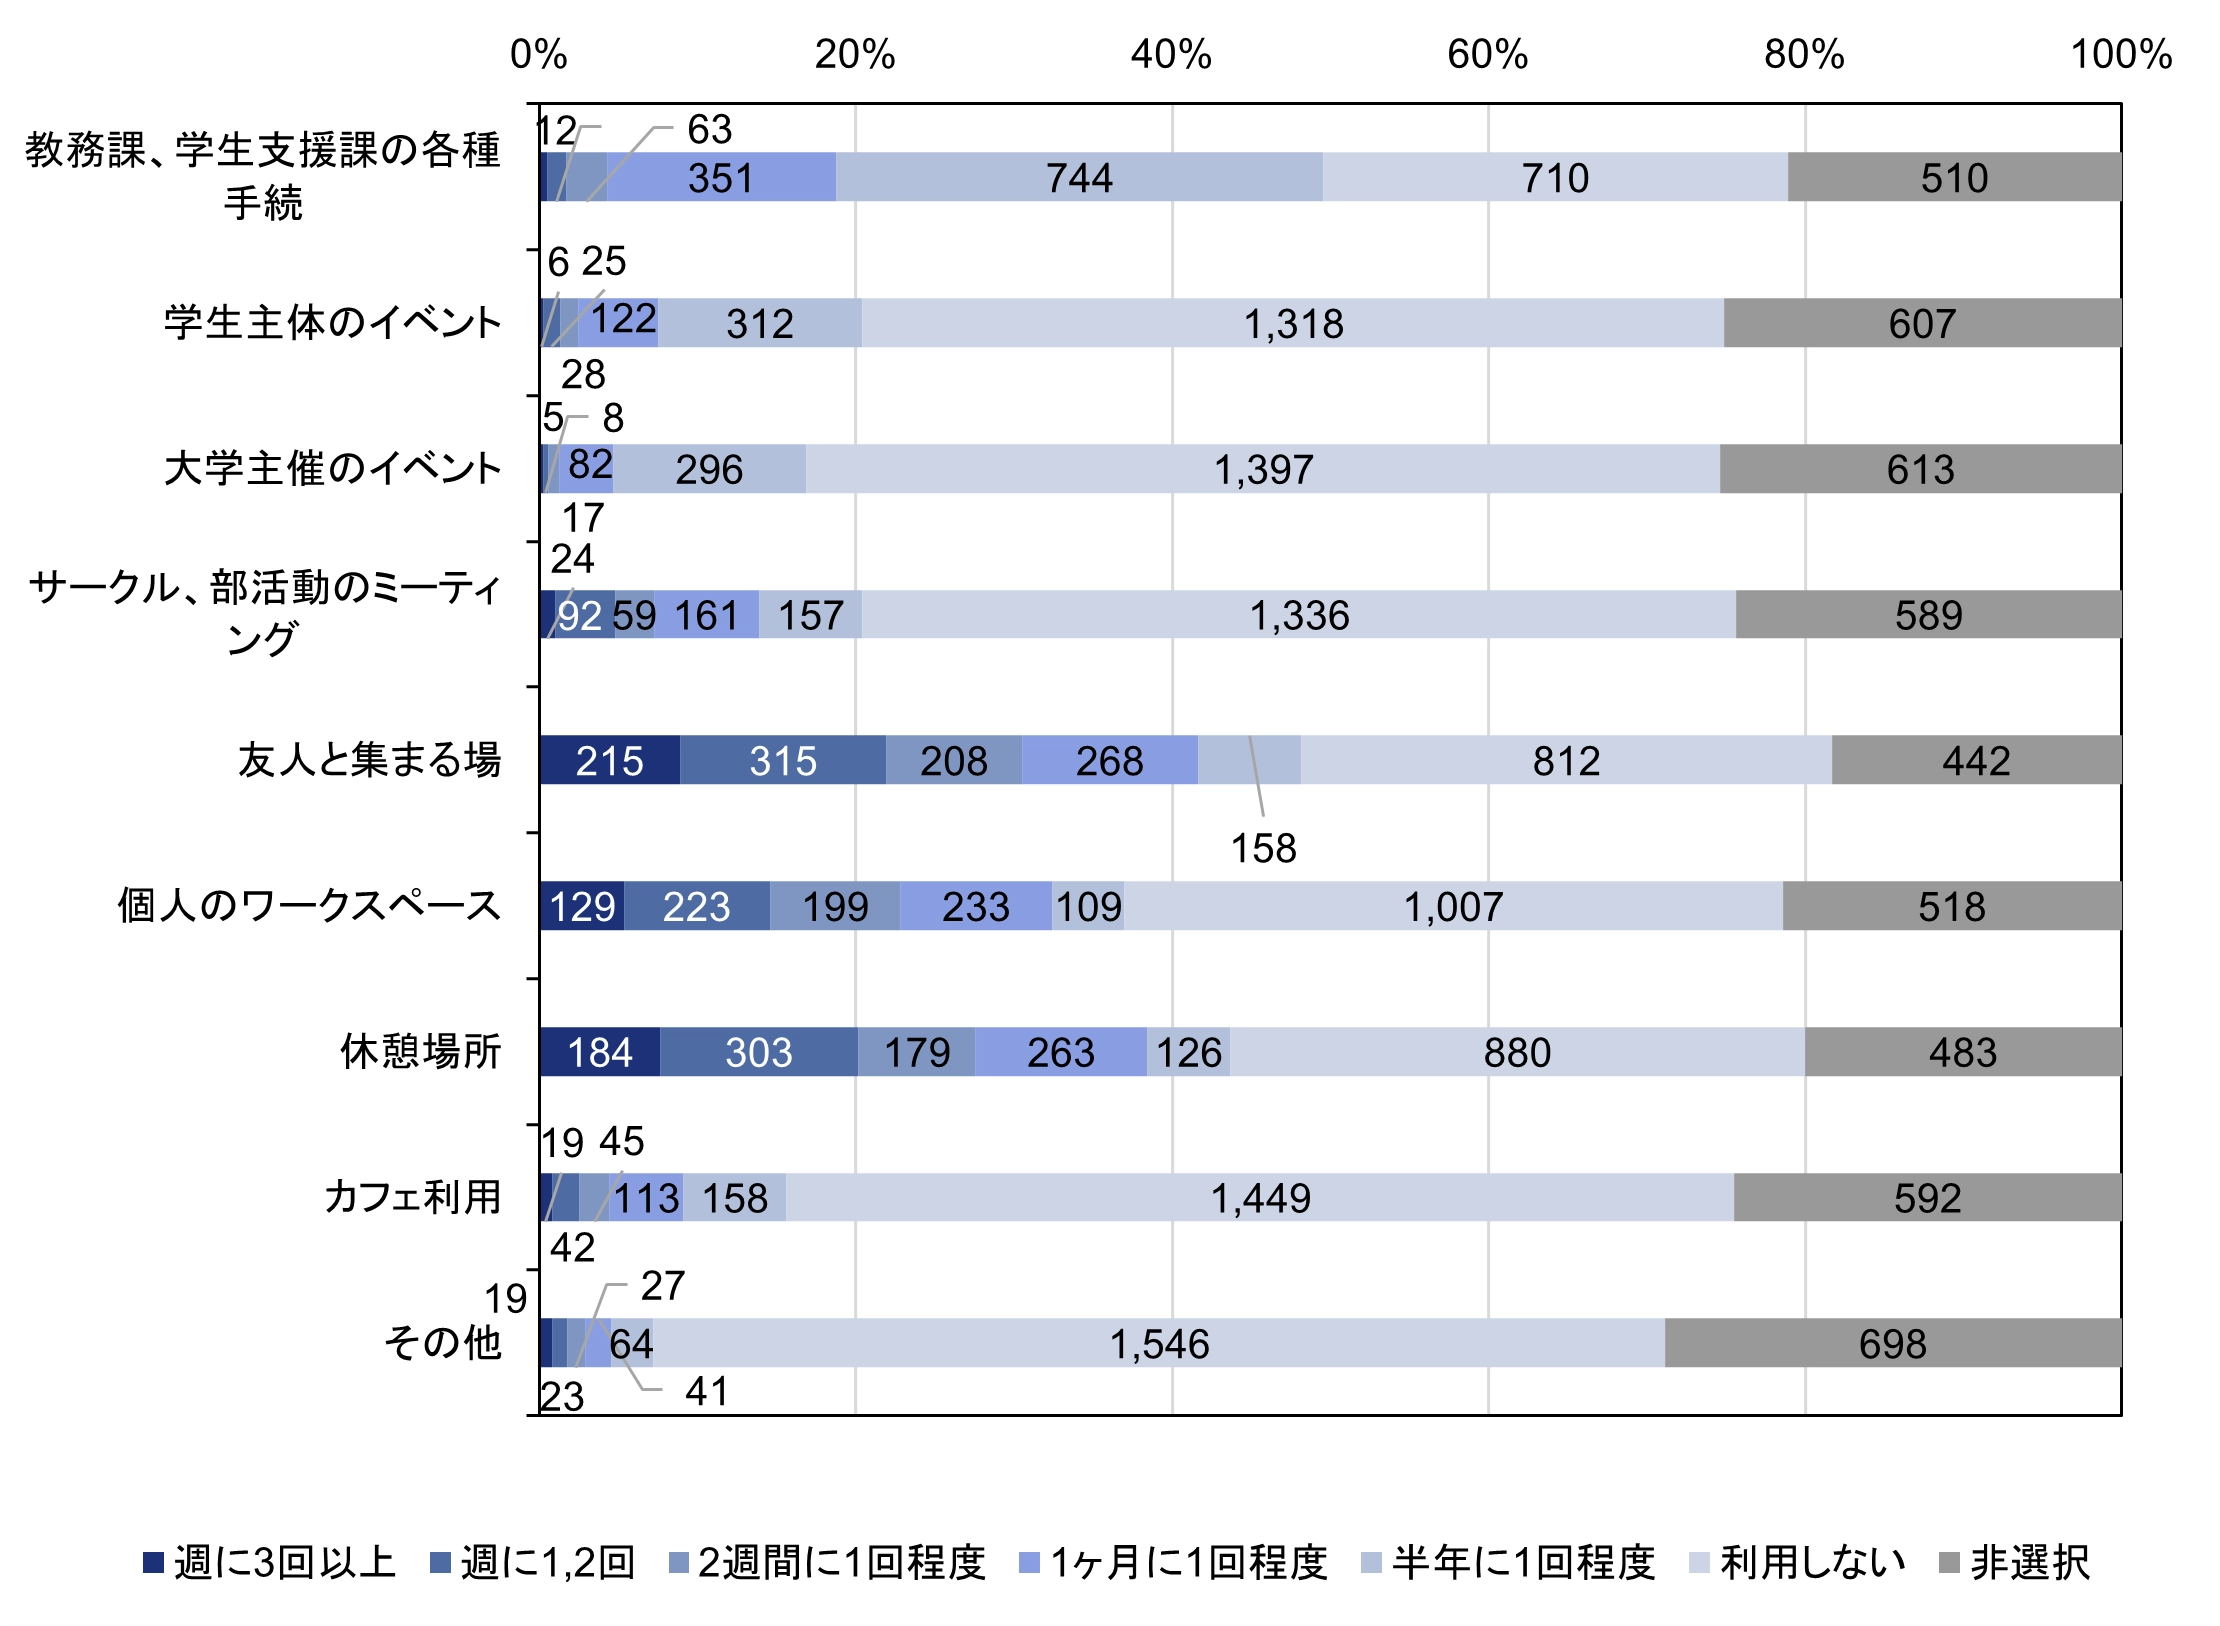 0% 20% 40% 60% 80% 100%
教務課、学生支援課の各種
手続
12 63
351 744 710 510
6 25
学生主体のイベント
122 312 1,318 607
28
5 8
大学主催のイベント
82 296 1,397 613
17
24
サークル、部活動のミーティ
ング
92 59 161 157 1,336 589
友人と集まる場
215 315 208 268 812 442
158
個人のワークスペース
129 223 199 233 109 1,007 518
休憩場所
184 303 179 263 126 880 483
19 45
カフェ利用
113 158 1,449 592
42
19 27
その他
64 1,546 698
23 41
週に3回以上 週に1,2回 2週間に1回程度 1ヶ月に1回程度 半年に1回程度 利用しない 非選択